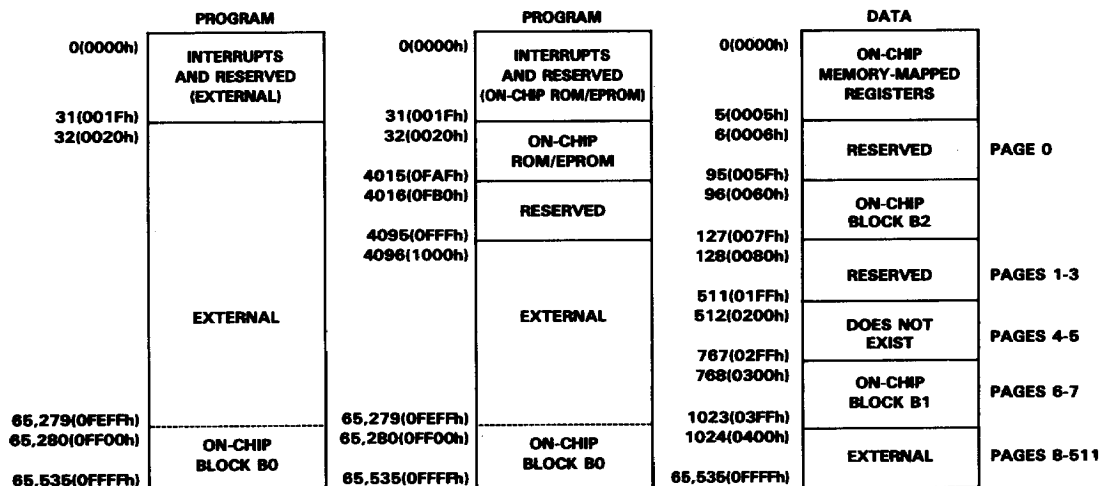 PROGRAM
0(0000h)
INTERRUPTS
AND RESERVED
(EXTERNAL)
31(001Fh)
32(0020h)
EXTERNAL
65,279(0FEFFh)
65,280(0FF00h)
ON-CHIP
BLOCK B0
65,535(0FFFFh)
PROGRAM
0(0000h)
INTERRUPTS
AND RESERVED
(ON-CHIP ROM/EPROM)
31(001Fh)
32(0020h)
ON-CHIP
ROM/EPROM
4015(0FAFh)
4016(0FB0h)
RESERVED
4095(0FFFh)
4096(1000h)
EXTERNAL
65,279(0FEFFh)
65,280(0FF00h)
ON-CHIP
BLOCK B0
65,535(0FFFFh)
DATA
0(0000h)
ON-CHIP
MEMORY-MAPPED
REGISTERS
5(0005h)
6(0006h)
RESERVED
PAGE 0
95(005Fh)
96(0060h)
ON-CHIP
BLOCK B2
127(007Fh)
128(0080h)
RESERVED
PAGES 1-3
511(01FFh)
512(0200h)
DOES NOT
EXIST
PAGES 4-5
767(02FFh)
768(0300h)
ON-CHIP
BLOCK B1
PAGES 6-7
1023(03FFh)
1024(0400h)
EXTERNAL
PAGES 8-511
65,535(0FFFFh)